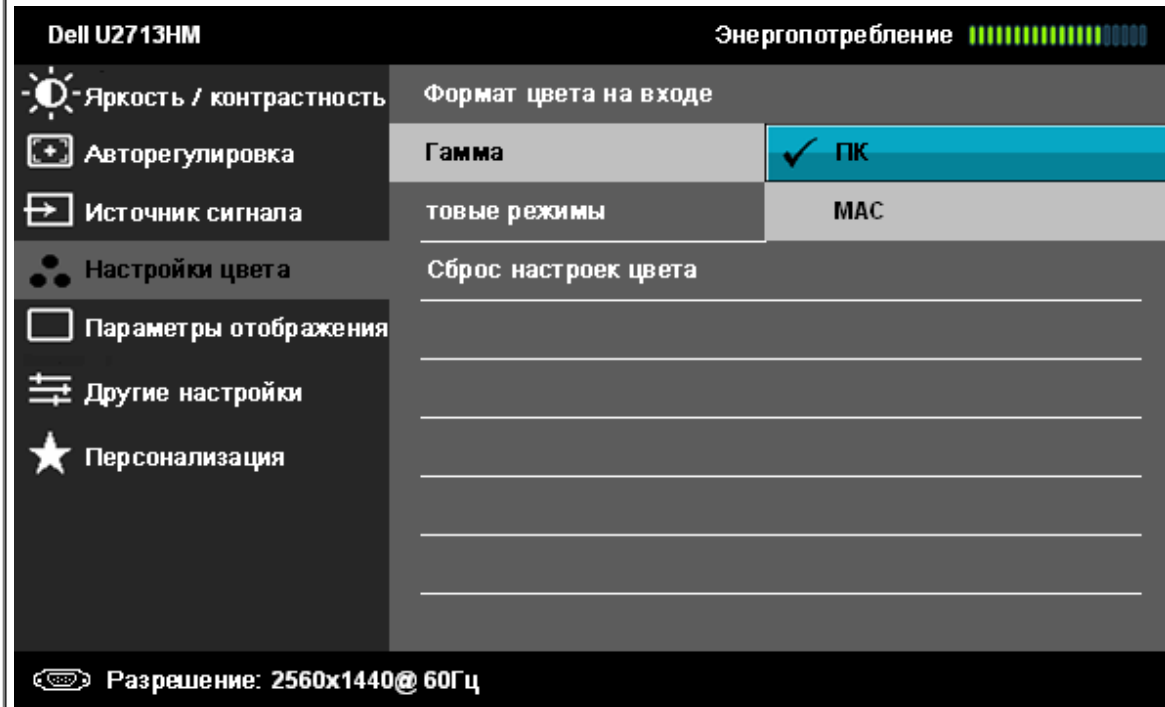 Dell U2713HM
Энергопотребление
Яркость / контрастность
Формат цвета на входе
Авторегулировка
Гамма
ПК
Источник сигнала
товые режимы
MAC
Настройки цвета
Сброс настроек цвета
Параметры отображения
Другие настройки
Персонализация
Разрешение: 2560x1440@ 60Гц